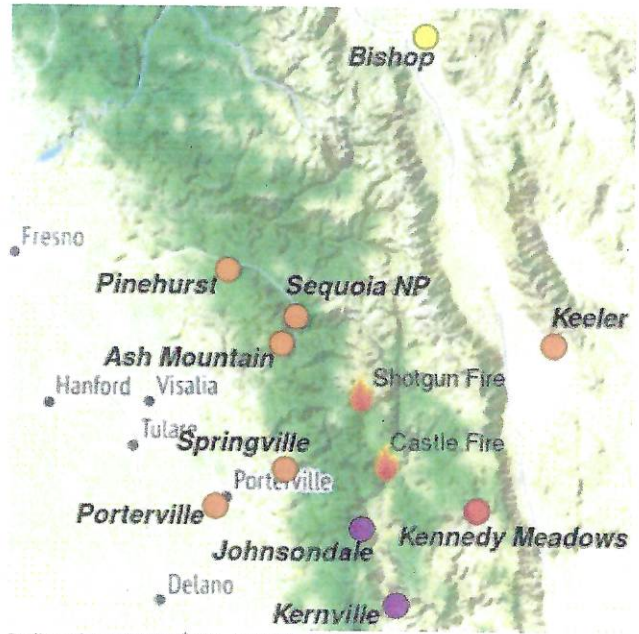 Bishop
Fresno
Pinehurst
Sequoia NP
Keeler
Ash Mountain
Shotgun Fire
Hanford
Visalia
Tulare
Springville
Castle Fire
Porterville
Porterville
Kennedy Meadows
Johnsondale
Delano
Kernville